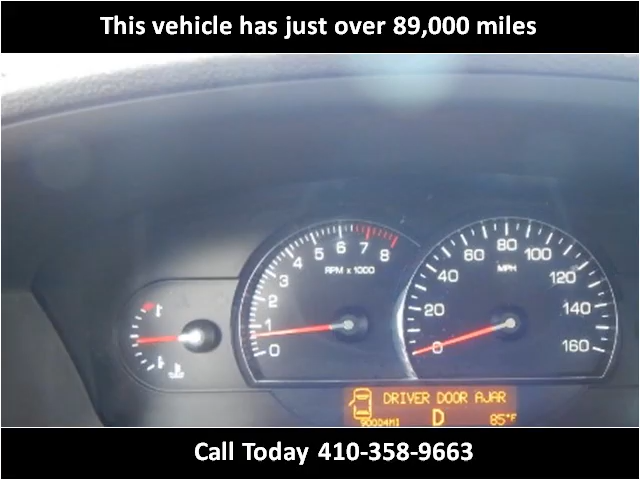 This vehicle has just over 89,000 miles
1 2 3 4 5 6 7 8
RPM x 1000
0
0 20 40 60 80 100 120 140 160
MPH
DRIVER DOOR AJAR
90004MI D 85°F
Call Today 410-358-9663